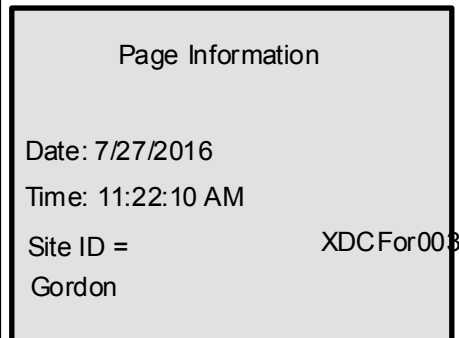 Page Information
Date: 7/27/2016
Time: 11:22:10 AM
Site ID = XDCFor003
Gordon